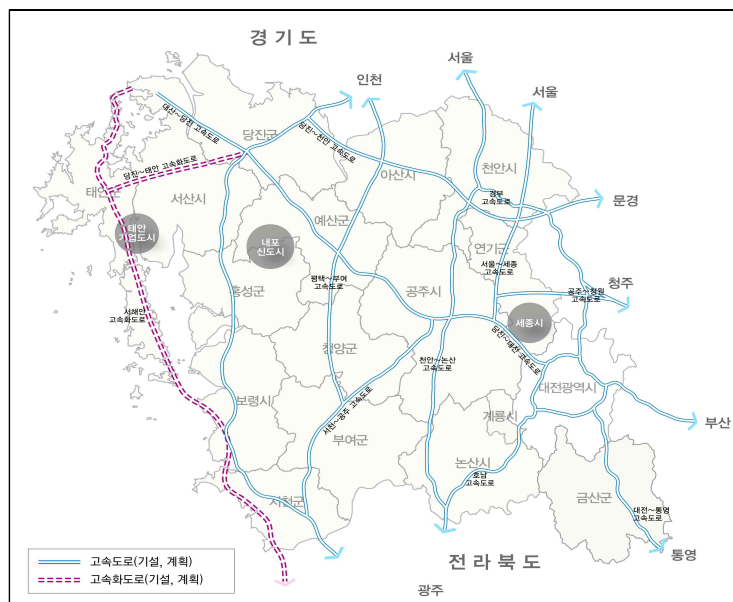 경기도
서울
인천
서울
대산~당진 고속도로
당진군
당진~천안 고속도로
당진~태안 고속화도로
천안시
아산시
태안군
서산시
경부
고속도로
문경
예산군
태안
기업도시
내포
신도시
연기군
서울~세종
고속도로
평택~부여
고속도로
청주
홍성군
공주시
공주~청원
고속도로
서해안
고속화도로
세종시
당진~대전 고속도로
청양군
천안~논산
고속도로
대전광역시
보령시
서천~공주 고속도로
계룡시
부산
부여군
논산시
호남
고속도로
서천군
금산군
대전~통영
고속도로
통영
전라북도
고속도로(기설, 계획)
고속화도로(기설, 계획)
광주